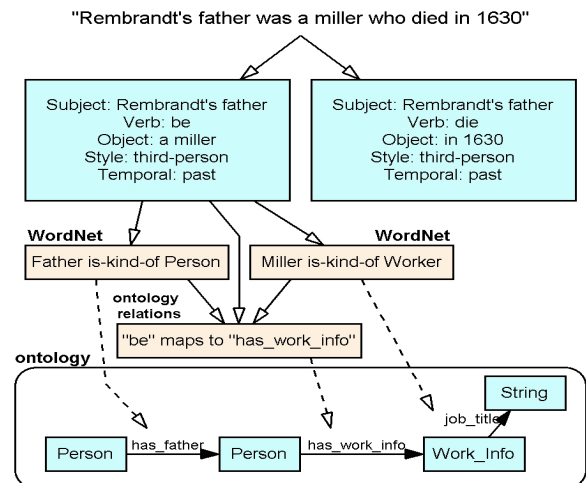 "Rembrandt's father was a miller who died in 1630"
Subject: Rembrandt's father
Verb: be
Object: a miller
Style: third-person
Temporal: past
Subject: Rembrandt's father
Verb: die
Object: in 1630
Style: third-person
Temporal: past
WordNet
WordNet
Father is-kind-of Person
Miller is-kind-of Worker
ontology
relations
"be" maps to "has_work_info"
ontology
String
job_title
Person
has_father
Person
has_work_info
Work_Info